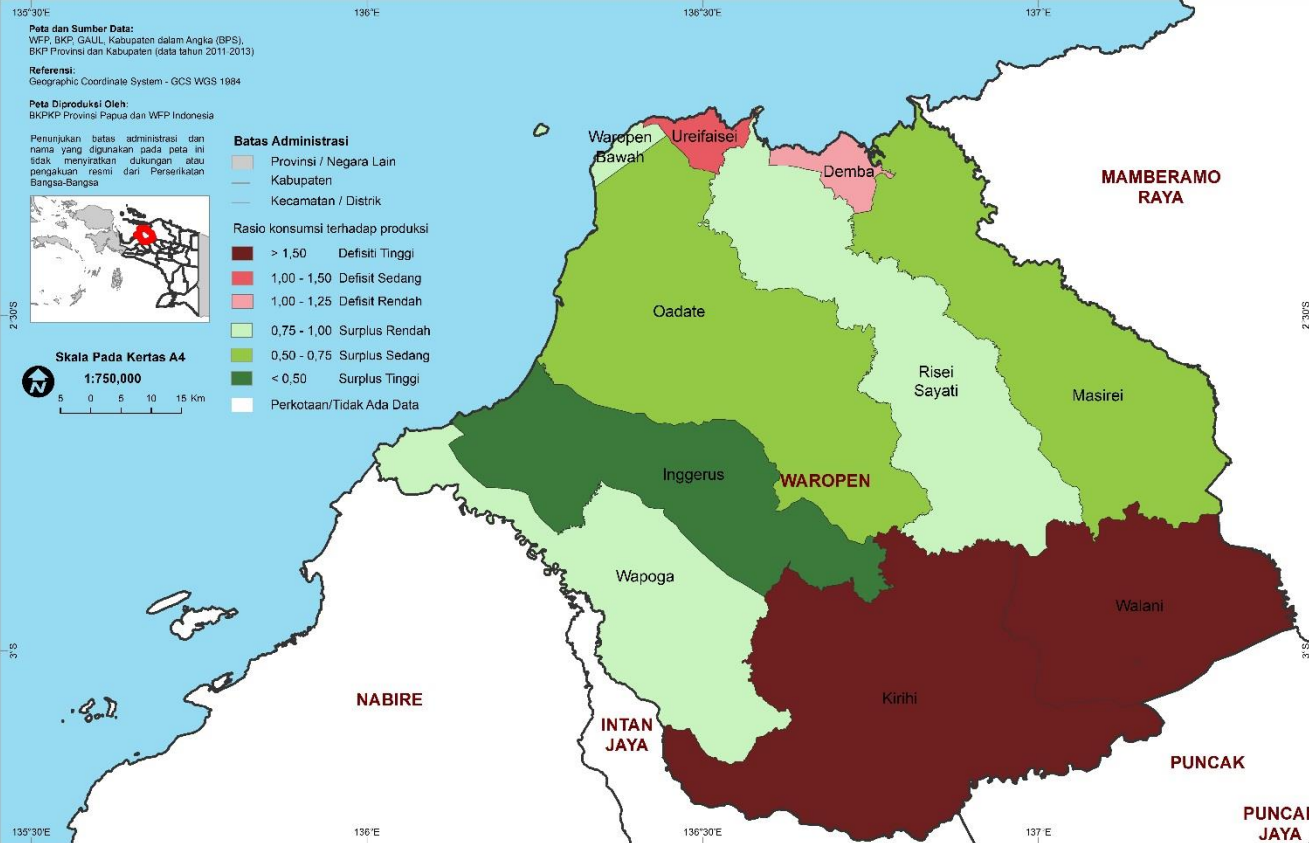 135°30'E 136°E 136°30'E 137°E
Peta dan Sumber Data:
WFP, BKP, GAUL, Kabupaten dalam Angka (BPS),
BKP Provinsi dan Kabupaten (data tahun 2011-2013)
Referensi:
Geographic Coordinate System - GCS WGS 1984
Peta Diproduksi Oleh:
BKPKP Provinsi Papua dan WFP Indonesia
Penunjukan batas administrasi dan
nama yang digunakan pada peta ini
tidak menyiratkan dukungan atau
pengakuan resmi dari Perserikatan
Bangsa-Bangsa
Batas Administrasi
Provinsi / Negara Lain
Kabupaten
Kecamatan / Distrik
Rasio konsumsi terhadap produksi
> 1,50 Defisiti Tinggi
1,00 - 1,50 Defisit Sedang
1,00 - 1,25 Defisit Rendah
0,75 - 1,00 Surplus Rendah
0,50 - 0,75 Surplus Sedang
< 0,50 Surplus Tinggi
Perkotaan/Tidak Ada Data
Skala Pada Kertas A4
1:750,000
N
5 0 5 10 15 Km
Waropen
Bawah
Ureifaisei
Demba
MAMBERAMO
RAYA
2°30'S
2°30'S
Oadate
Risei
Sayati
Masirei
Inggerus
WAROPEN
Wapoga
Walani
3°S
3°S
Kirihi
NABIRE
INTAN
JAYA
PUNCAK
PUNCAK
JAYA
135°30'E 136°E 136°30'E 137°E